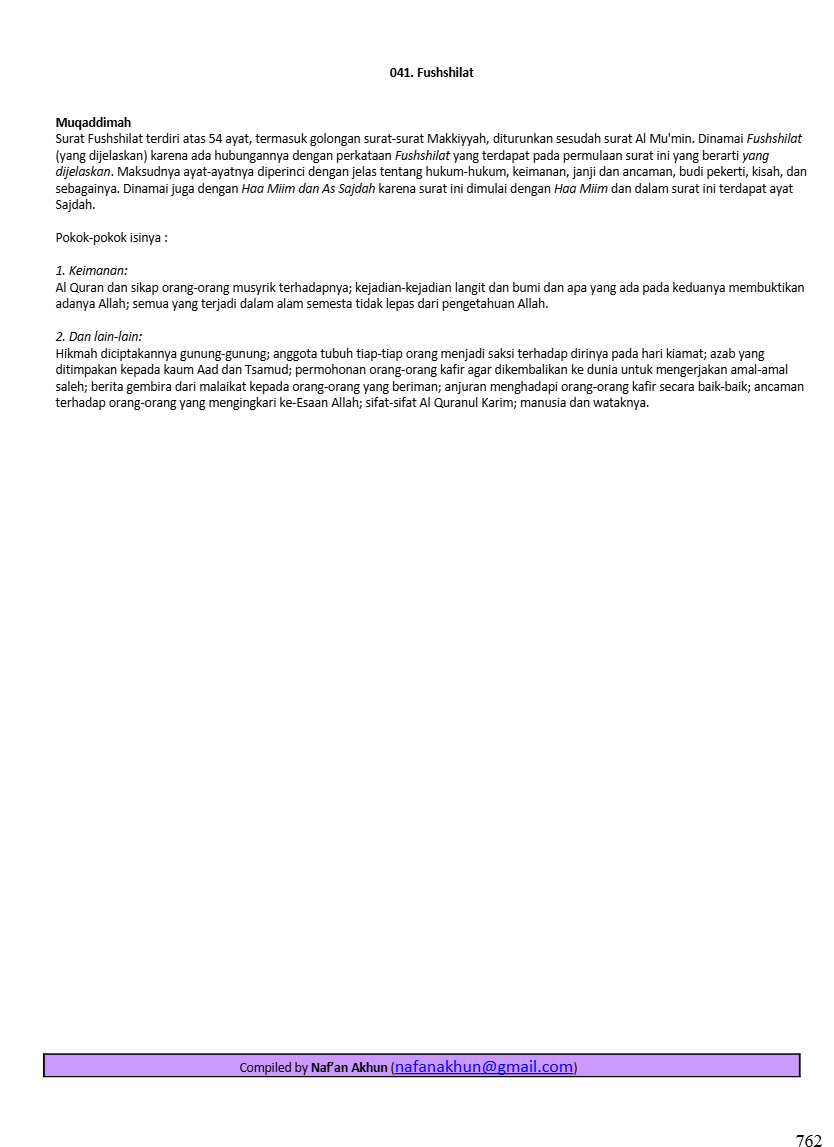 041. Fushshilat
Muqaddimah
Surat Fushshilat terdiri atas 54 ayat, termasuk golongan surat-surat Makkiyyah, diturunkan sesudah surat Al Mu'min. Dinamai Fushshilat
(yang dijelaskan) karena ada hubungannya dengan perkataan Fushshilat yang terdapat pada permulaan surat ini yang berarti yang
dijelaskan. Maksudnya ayat-ayatnya diperinci dengan jelas tentang hukum-hukum, keimanan, janji dan ancaman, budi pekerti, kisah, dan
sebagainya. Dinamai juga dengan Haa Miim dan As Sajdah karena surat ini dimulai dengan Haa Miim dan dalam surat ini terdapat ayat
Sajdah.
Pokok-pokok isinya :
1. Keimanan:
Al Quran dan sikap orang-orang musyrik terhadapnya; kejadian-kejadian langit dan bumi dan apa yang ada pada keduanya membuktikan
adanya Allah; semua yang terjadi dalam alam semesta tidak lepas dari pengetahuan Allah.
2. Dan lain-lain:
Hikmah diciptakannya gunung-gunung; anggota tubuh tiap-tiap orang menjadi saksi terhadap dirinya pada hari kiamat; azab yang
ditimpakan kepada kaum Aad dan Tsamud; permohonan orang-orang kafir agar dikembalikan ke dunia untuk mengerjakan amal-amal
saleh; berita gembira dari malaikat kepada orang-orang yang beriman; anjuran menghadapi orang-orang kafir secara baik-baik; ancaman
terhadap orang-orang yang mengingkari ke-Esaan Allah; sifat-sifat Al Quranul Karim; manusia dan wataknya.
Compiled by Naf’an Akhun (nafanakhun@gmail.com)
762